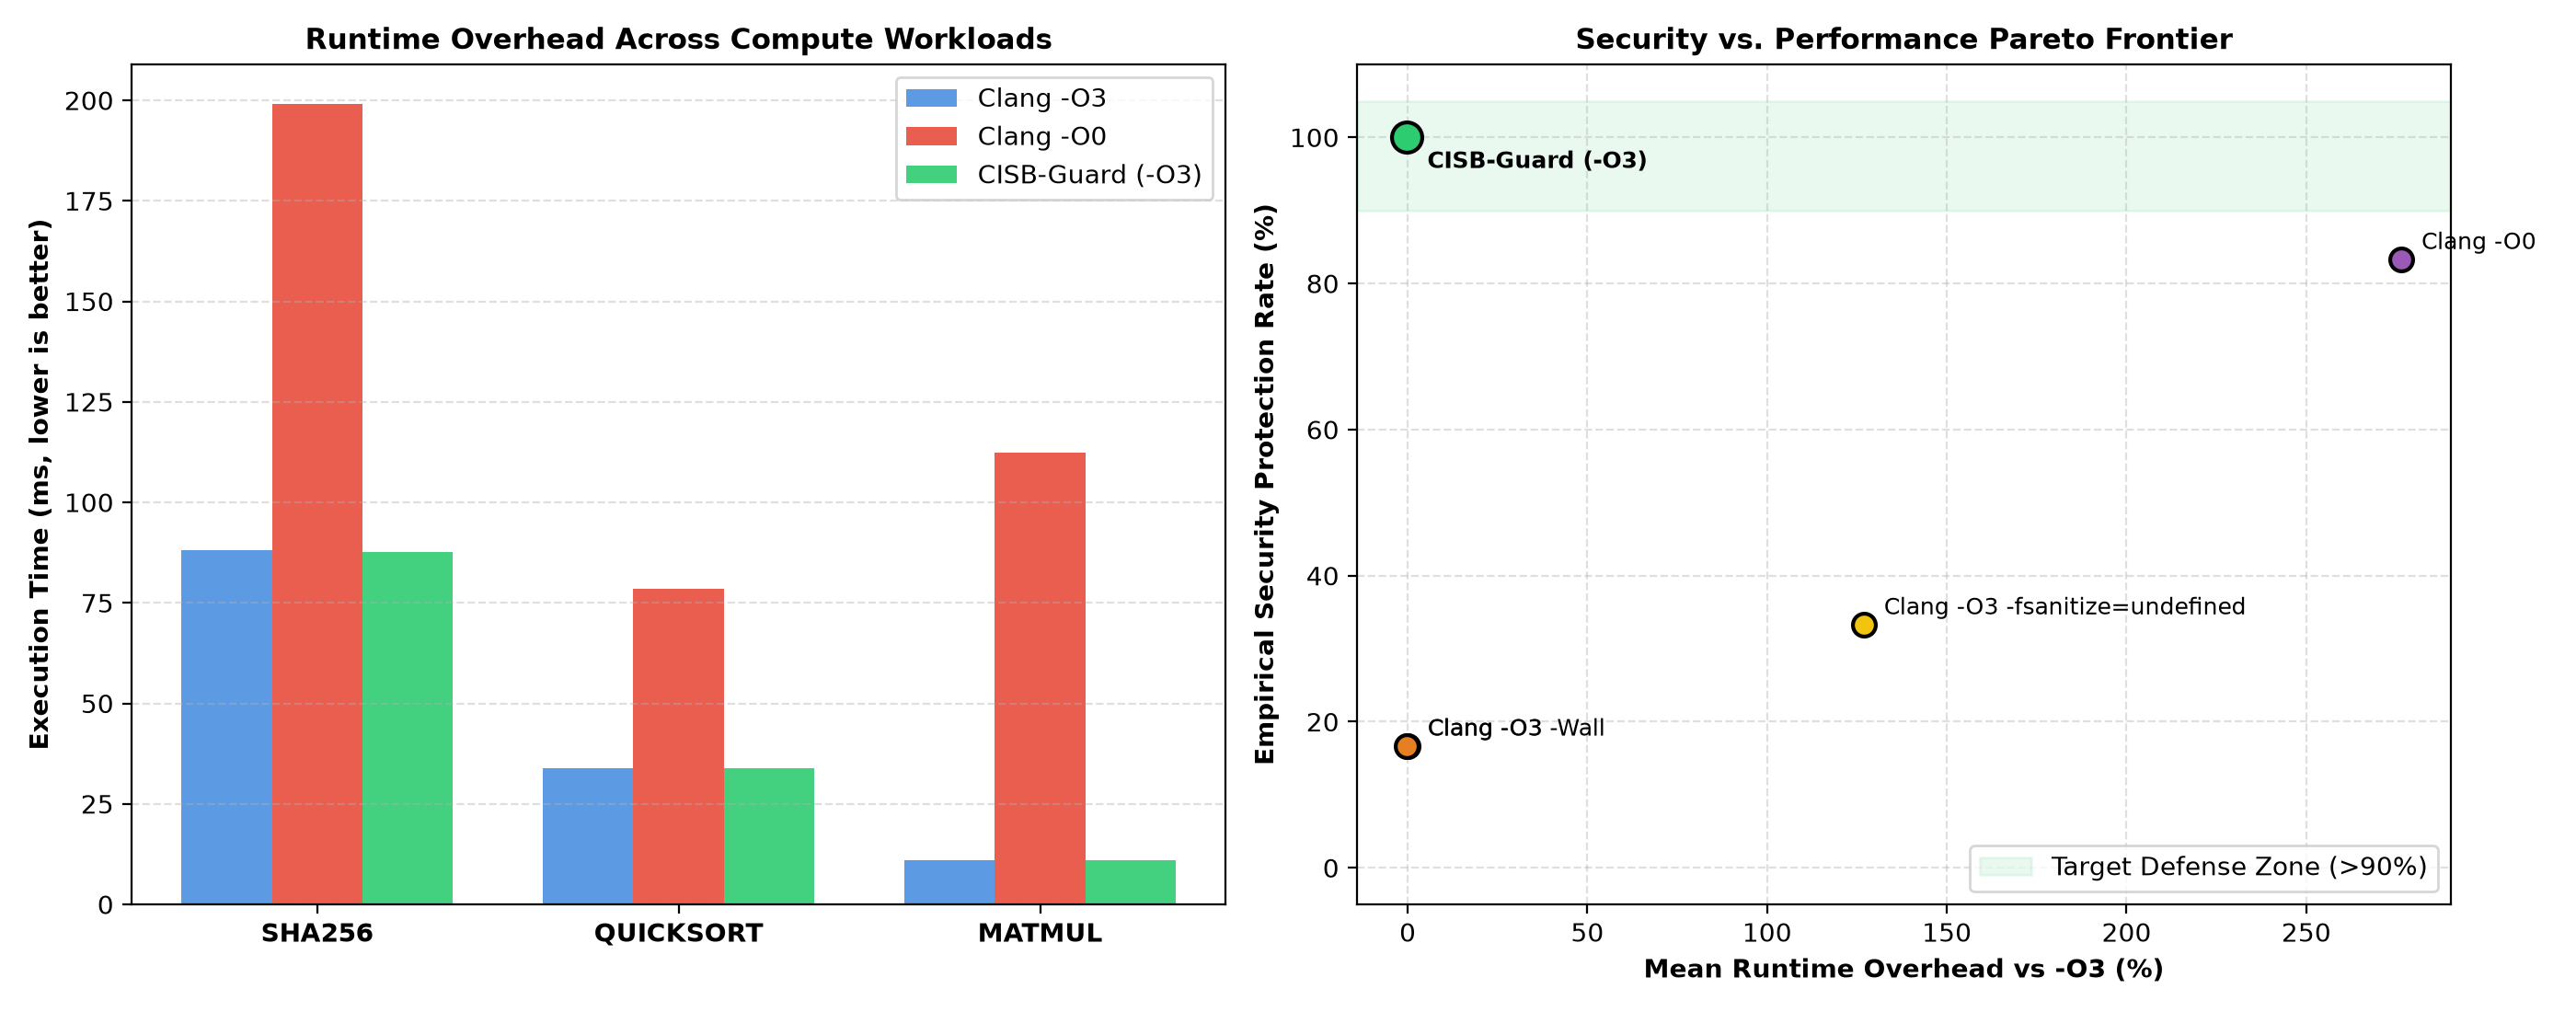 Runtime Overhead Across Compute Workloads
Execution Time (ms, lower is better)
200
175
150
125
100
75
50
25
0
Clang -O3
Clang -O0
CISB-Guard (-O3)
SHA256
QUICKSORT
MATMUL
Security vs. Performance Pareto Frontier
Empirical Security Protection Rate (%)
100
80
60
40
20
0
CISB-Guard (-O3)
Clang -O0
Clang -O3 -fsanitize=undefined
Clang -O3 -Wall
Target Defense Zone (>90%)
0
50
100
150
200
250
Mean Runtime Overhead vs -O3 (%)